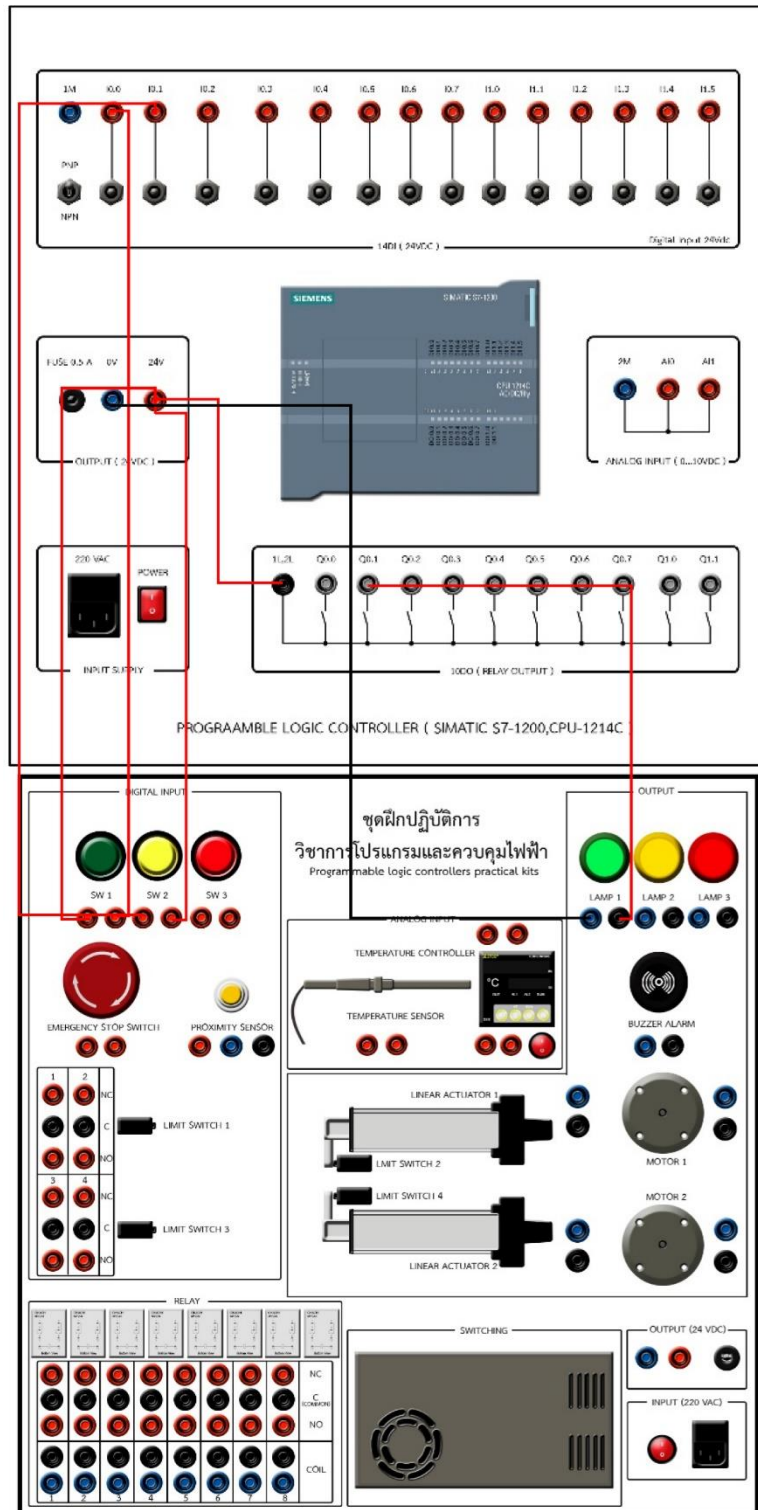 1M I0.0 I0.1 I0.2 I0.3 I0.4 I0.5 I0.6 I0.7 I1.0 I1.1 I1.2 I1.3 I1.4 I1.5
PNP
NPN
14DI ( 24VDC )
Digital Input 24Vdc
SIEMENS
SIMATIC S7-1200
CPU 1214C
AC/DC/Rly
FUSE 0.5 A 0V 24V
OUTPUT ( 24VDC )
2M AI0 AI1
ANALOG INPUT ( 0...10VDC )
220 VAC
POWER
INPUT SUPPLY
1L,2L Q0.0 Q0.1 Q0.2 Q0.3 Q0.4 Q0.5 Q0.6 Q0.7 Q1.0 Q1.1
10DO ( RELAY OUTPUT )
PROGRAAMBLE LOGIC CONTROLLER ( SIMATIC S7-1200,CPU-1214C )
DIGITAL INPUT
OUTPUT
ชุดฝึกปฏิบัติการ
วิชาการโปรแกรมและควบคุมไฟฟ้า
Programmable logic controllers practical kits
SW 1 SW 2 SW 3
LAMP 1 LAMP 2 LAMP 3
ANALOG INPUT
TEMPERATURE CONTROLLER
°C
TEMPERATURE SENSOR
EMERGENCY STOP SWITCH
PROXIMITY SENSOR
BUZZER ALARM
1 2
NC
C
NO
LIMIT SWITCH 1
3 4
NC
C
NO
LIMIT SWITCH 3
LINEAR ACTUATOR 1
LMIT SWITCH 2
LIMIT SWITCH 4
LINEAR ACTUATOR 2
MOTOR 1
MOTOR 2
RELAY
NC
C
(COMMON)
NO
COIL
1 2 3 4 5 6 7 8
SWITCHING
OUTPUT (24 VDC)
INPUT (220 VAC)